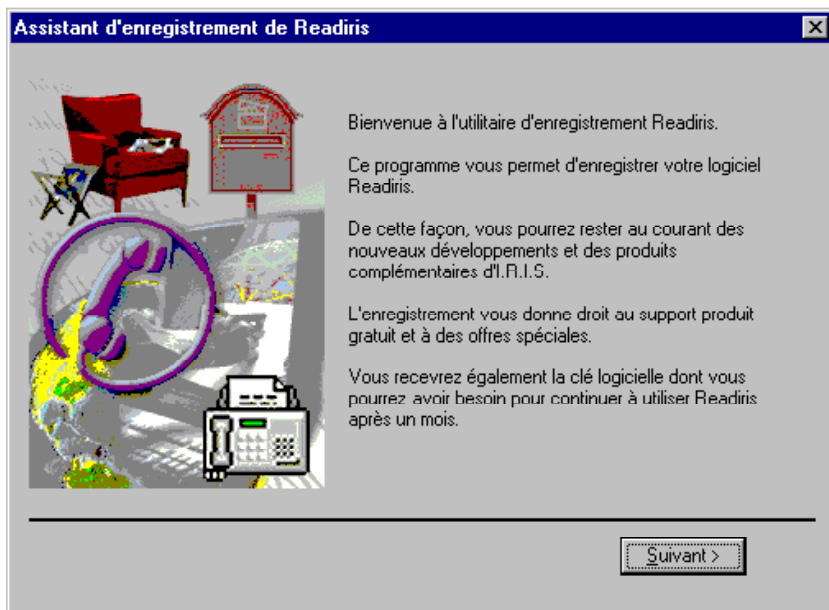 Assistant d'enregistrement de Readiris
Bienvenue à l'utilitaire d'enregistrement Readiris.
Ce programme vous permet d'enregistrer votre logiciel
Readiris.
De cette façon, vous pourrez rester au courant des
nouveaux développements et des produits
complémentaires d'I.R.I.S.
L'enregistrement vous donne droit au support produit
gratuit et à des offres spéciales.
Vous recevrez également la clé logicielle dont vous
pourrez avoir besoin pour continuer à utiliser Readiris
après un mois.
Suivant >